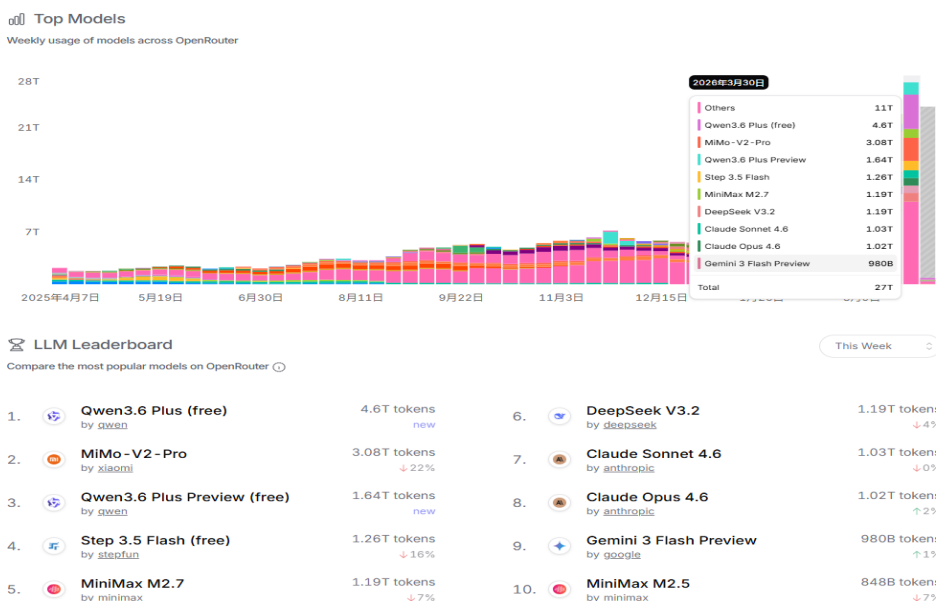 Top Models
Weekly usage of models across OpenRouter
28T
21T
14T
7T
2025年4月7日
5月19日
6月30日
8月11日
9月22日
11月3日
12月15日
2026年3月30日
Others 11T
Qwen3.6 Plus (free) 4.6T
MiMo-V2-Pro 3.08T
Qwen3.6 Plus Preview 1.64T
Step 3.5 Flash 1.26T
MiniMax M2.7 1.19T
DeepSeek V3.2 1.19T
Claude Sonnet 4.6 1.03T
Claude Opus 4.6 1.02T
Gemini 3 Flash Preview 980B
Total 27T
LLM Leaderboard
This Week
Compare the most popular models on OpenRouter
1. Qwen3.6 Plus (free) 4.6T tokens
by qwen new
2. MiMo-V2-Pro 3.08T tokens
by xiaomi ↓22%
3. Qwen3.6 Plus Preview (free) 1.64T tokens
by qwen new
4. Step 3.5 Flash (free) 1.26T tokens
by stepfun ↓16%
5. MiniMax M2.7 1.19T tokens
by minimax ↓7%
6. DeepSeek V3.2 1.19T tokens
by deepseek ↓4%
7. Claude Sonnet 4.6 1.03T tokens
by anthropic ↓0%
8. Claude Opus 4.6 1.02T tokens
by anthropic ↑2%
9. Gemini 3 Flash Preview 980B tokens
by google ↑1%
10. MiniMax M2.5 848B tokens
by minimax ↓7%